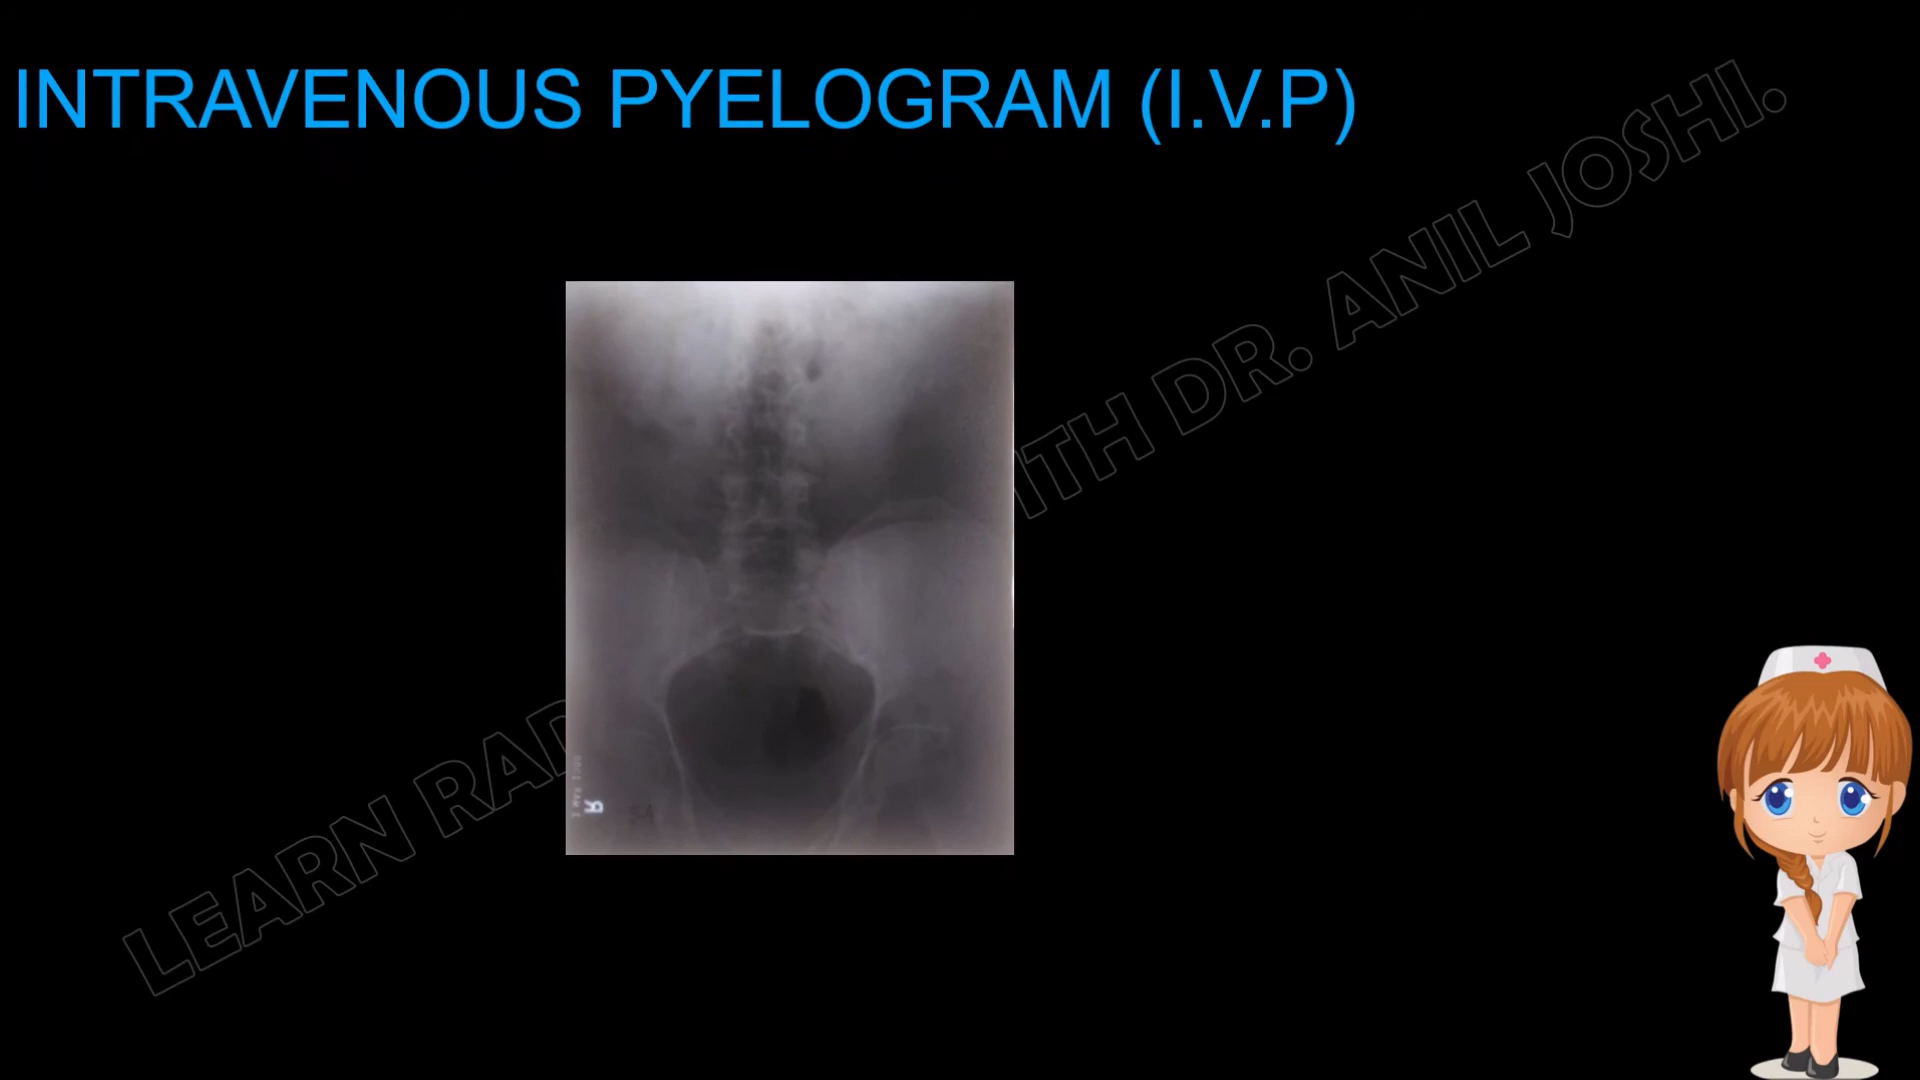 INTRAVENOUS PYELOGRAM (I.V.P)
LEARN RAD ITH DR. ANIL JOSHI.
R